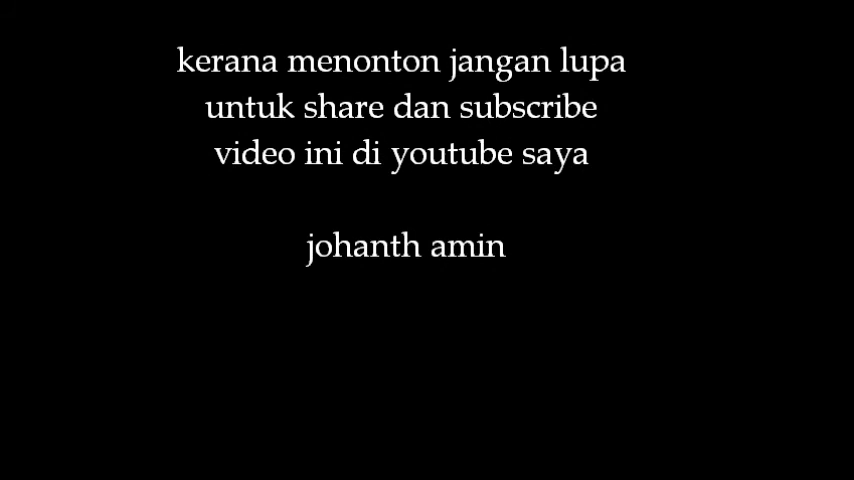 kerana menonton jangan lupa
untuk share dan subscribe
video ini di youtube saya
johanth amin